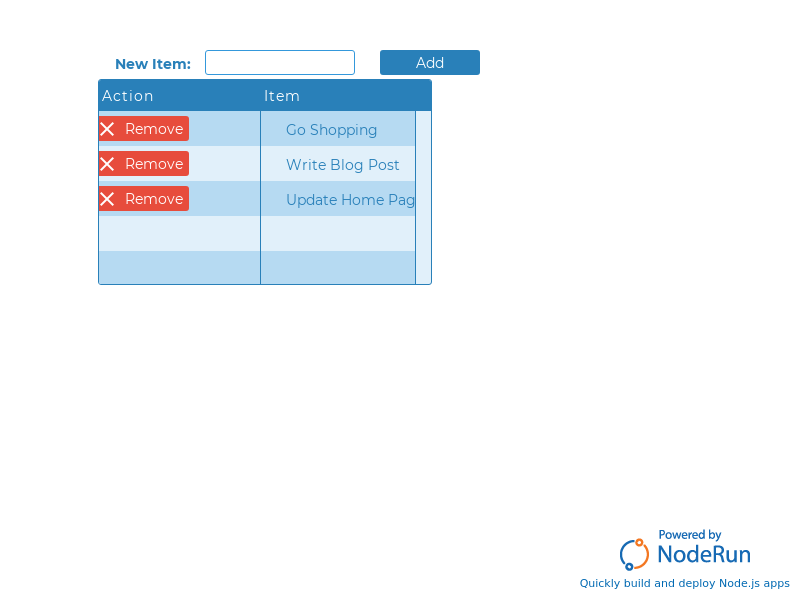 New Item: Add
Action Item
Remove Go Shopping
Remove Write Blog Post
Remove Update Home Pag
Powered by
NodeRun
Quickly build and deploy Node.js apps